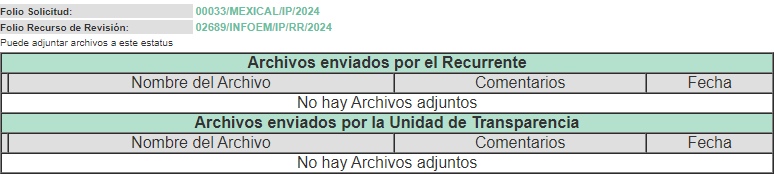 Folio Solicitud: 00033/MEXICAL/IP/2024
Folio Recurso de Revisión: 02689/INFOEM/IP/RR/2024
Puede adjuntar archivos a este estatus
Archivos enviados por el Recurrente
Nombre del Archivo Comentarios Fecha
No hay Archivos adjuntos
Archivos enviados por la Unidad de Transparencia
Nombre del Archivo Comentarios Fecha
No hay Archivos adjuntos